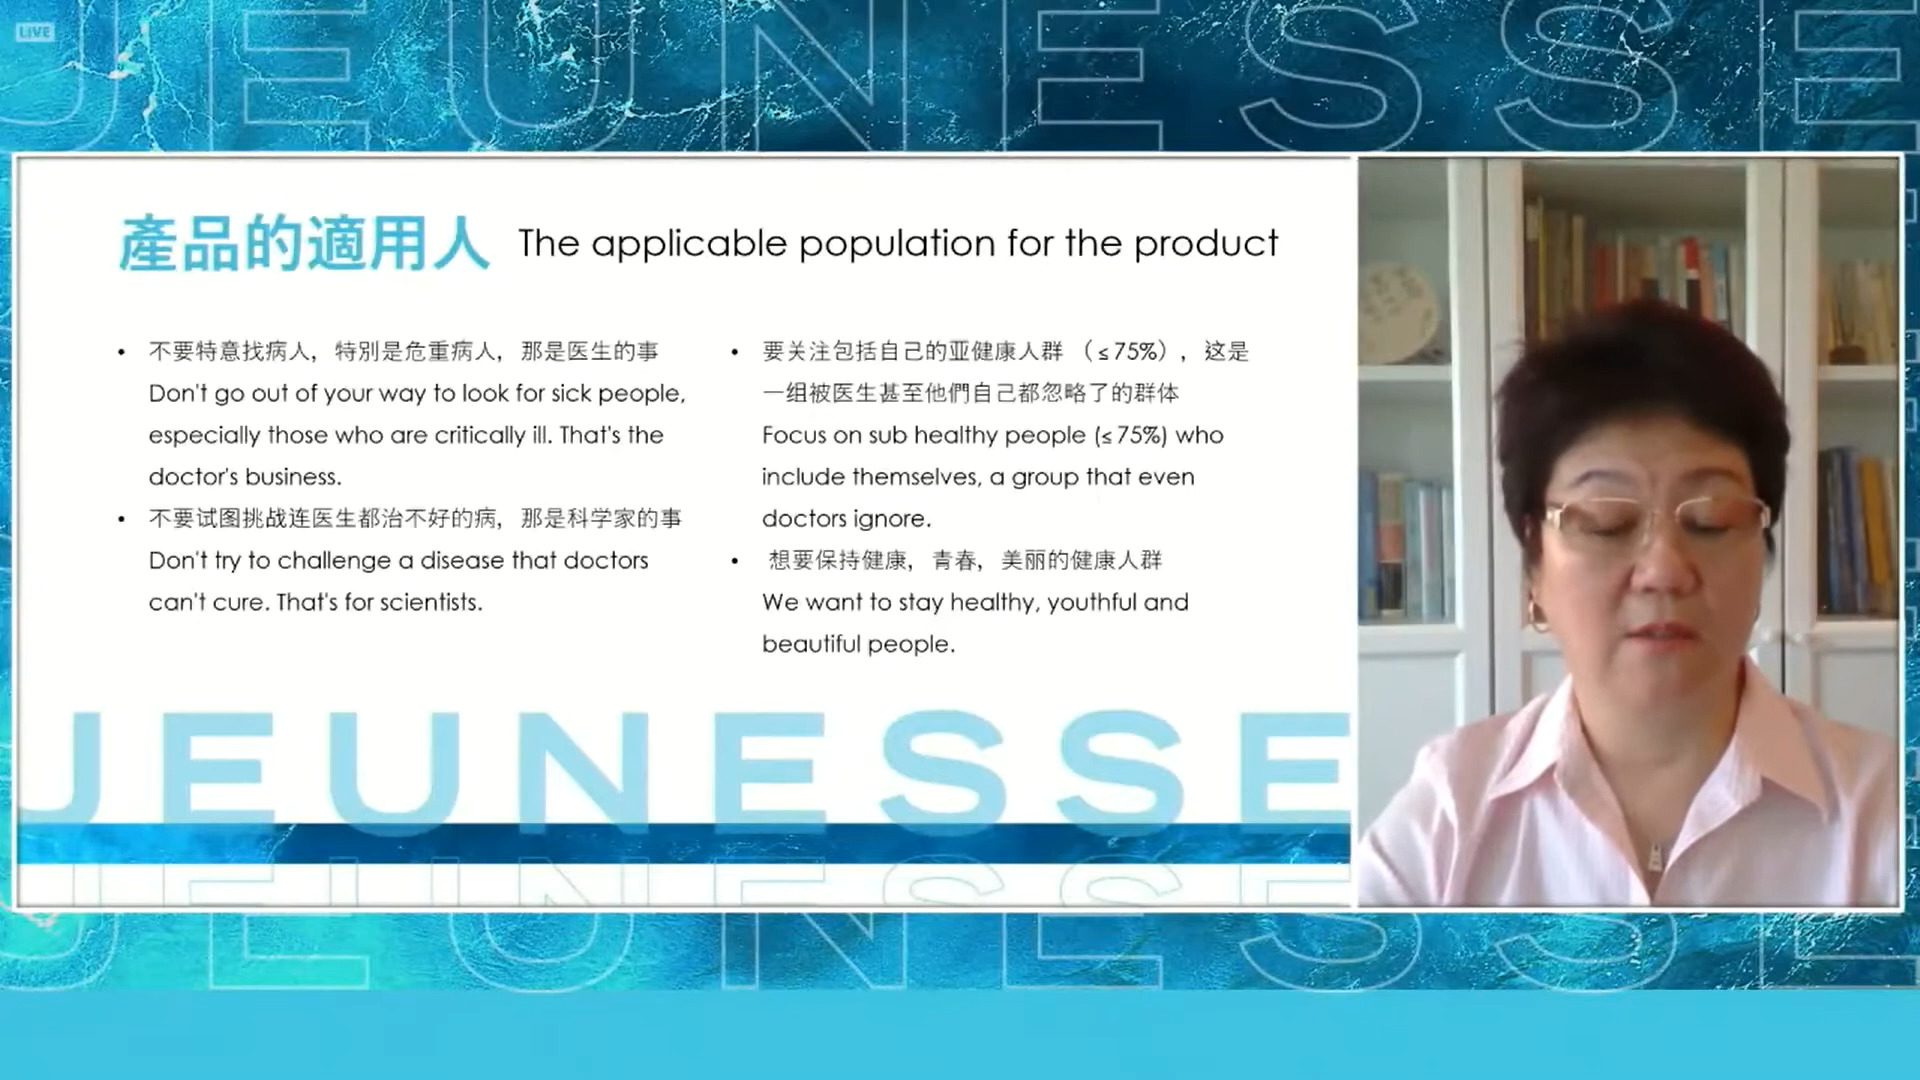 LIVE
JEUNESSE
產品的適用人 The applicable population for the product
• 不要特意找病人，特別是危重病人，那是医生的事
Don't go out of your way to look for sick people,
especially those who are critically ill. That's the
doctor's business.
• 不要试图挑战连医生都治不好的病，那是科学家的事
Don't try to challenge a disease that doctors
can't cure. That's for scientists.
• 要关注包括自己的亚健康人群（≤75%），这是
一组被医生甚至他們自己都忽略了的群体
Focus on sub healthy people (≤75%) who
include themselves, a group that even
doctors ignore.
• 想要保持健康，青春，美丽的健康人群
We want to stay healthy, youthful and
beautiful people.
JEUNESSE
JEUNESSE